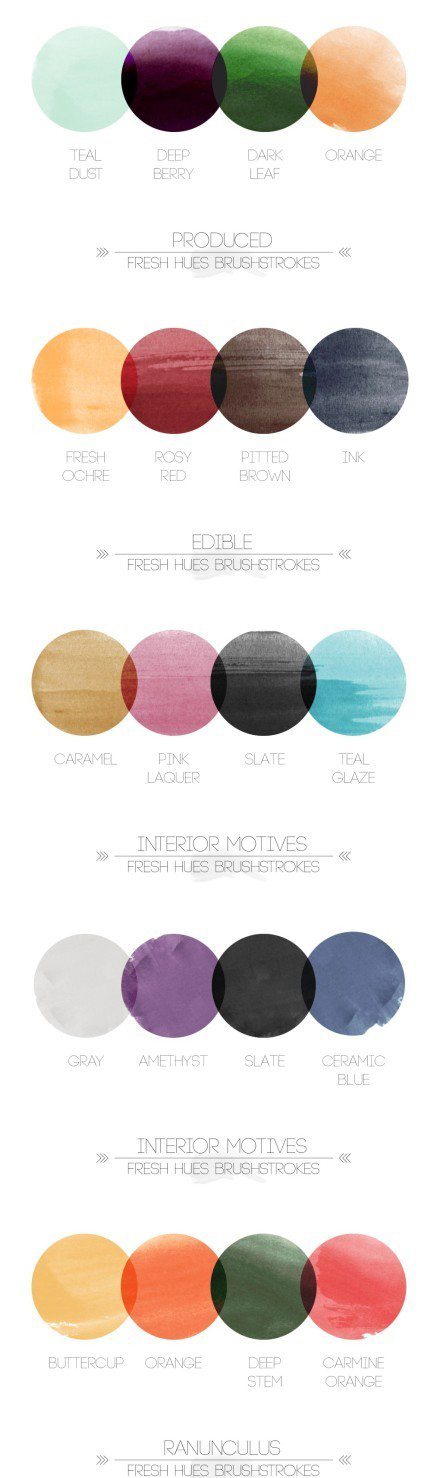 TEAL
DUST
DEEP
BERRY
DARK
LEAF
ORANGE
PRODUCED
FRESH HUES BRUSHSTROKES
FRESH
OCHRE
ROSY
RED
PITTED
BROWN
INK
EDIBLE
FRESH HUES BRUSHSTROKES
CARAMEL
PINK
LAQUER
SLATE
TEAL
GLAZE
INTERIOR MOTIVES
FRESH HUES BRUSHSTROKES
GRAY
AMETHYST
SLATE
CERAMIC
BLUE
INTERIOR MOTIVES
FRESH HUES BRUSHSTROKES
BUTTERCUP
ORANGE
DEEP
STEM
CARMINE
ORANGE
RANUNCULUS
FRESH HUES BRUSHSTROKES